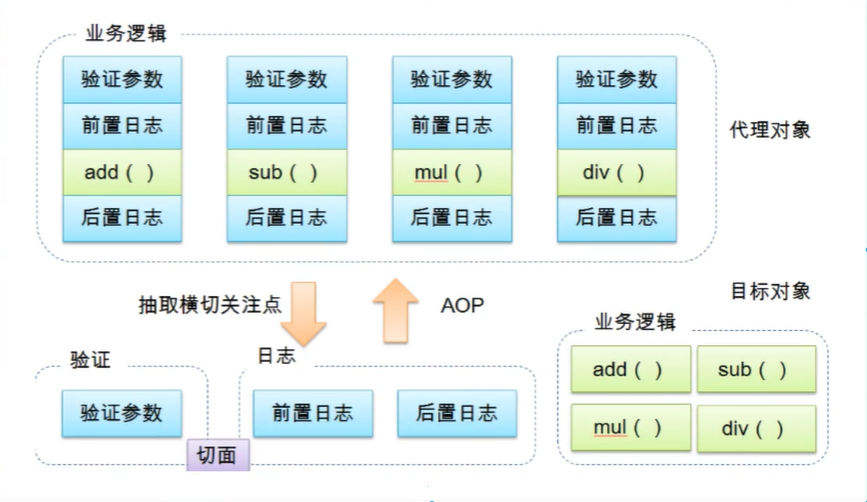 业务逻辑
验证参数 验证参数 验证参数 验证参数
前置日志 前置日志 前置日志 前置日志
代理对象
add（ ） sub（ ） mul（ ） div（ ）
后置日志 后置日志 后置日志 后置日志
抽取横切关注点 AOP
目标对象
业务逻辑
验证 日志
add（ ） sub（ ）
验证参数 前置日志 后置日志
mul（ ） div（ ）
切面